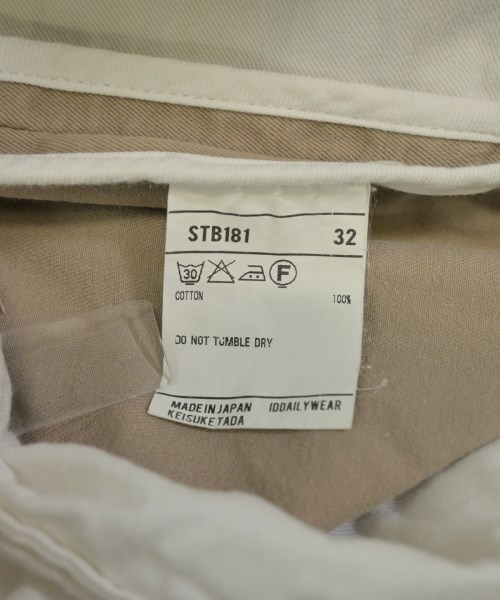 STB181 32
30 F
COTTON 100%
DO NOT TUMBLE DRY
MADE IN JAPAN IDDAILYWEAR
KEISUKETADA